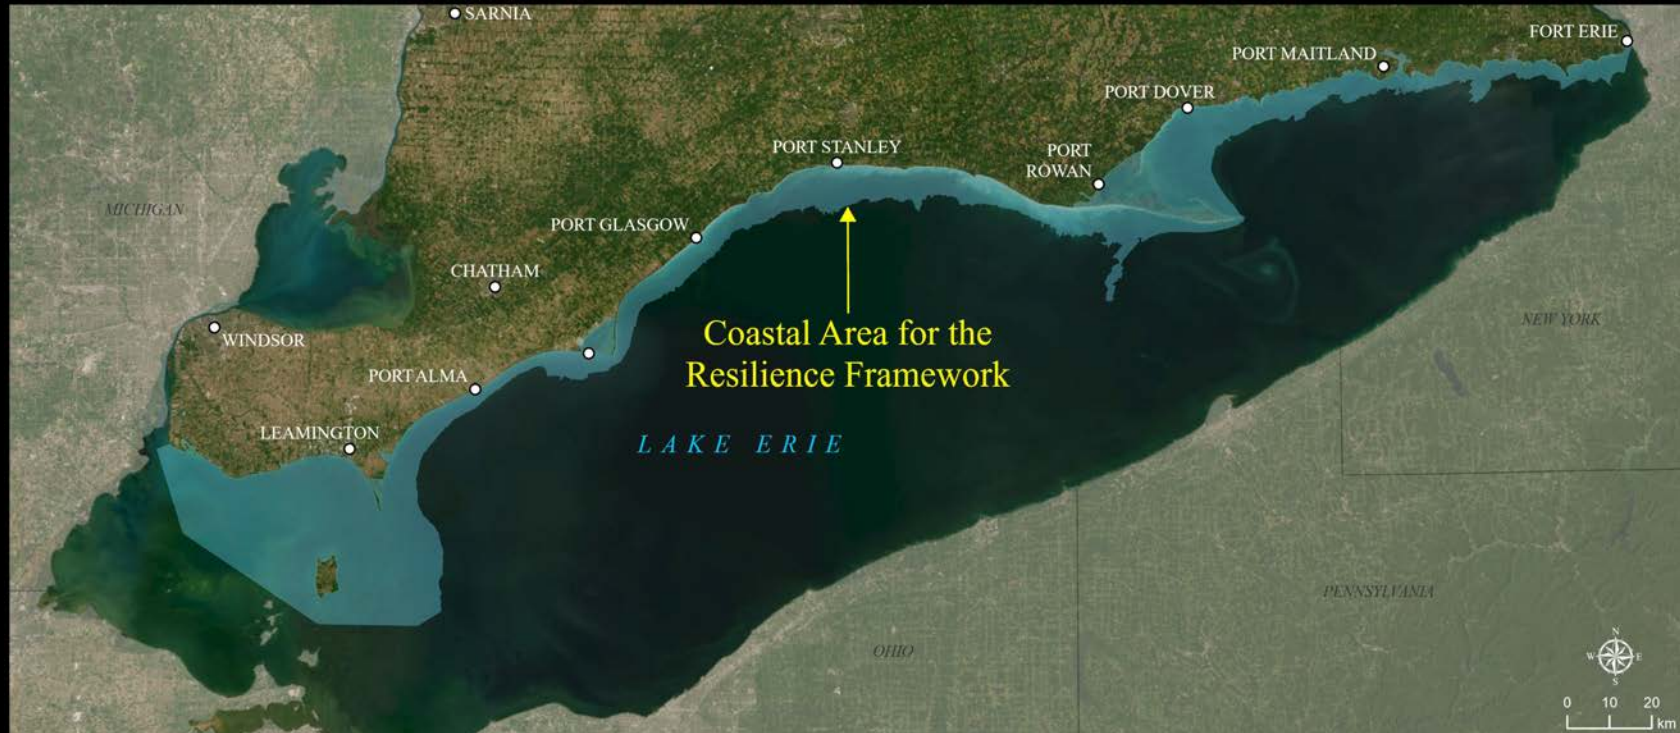 SARNIA
FORT ERIE
PORT MAITLAND
PORT DOVER
PORT STANLEY
PORT
ROWAN
MICHIGAN
PORT GLASGOW
CHATHAM
WINDSOR
NEW YORK
Coastal Area for the
Resilience Framework
PORT ALMA
LEAMINGTON
LAKE ERIE
PENNSYLVANIA
OHIO
N
W E
S
0 10 20
km